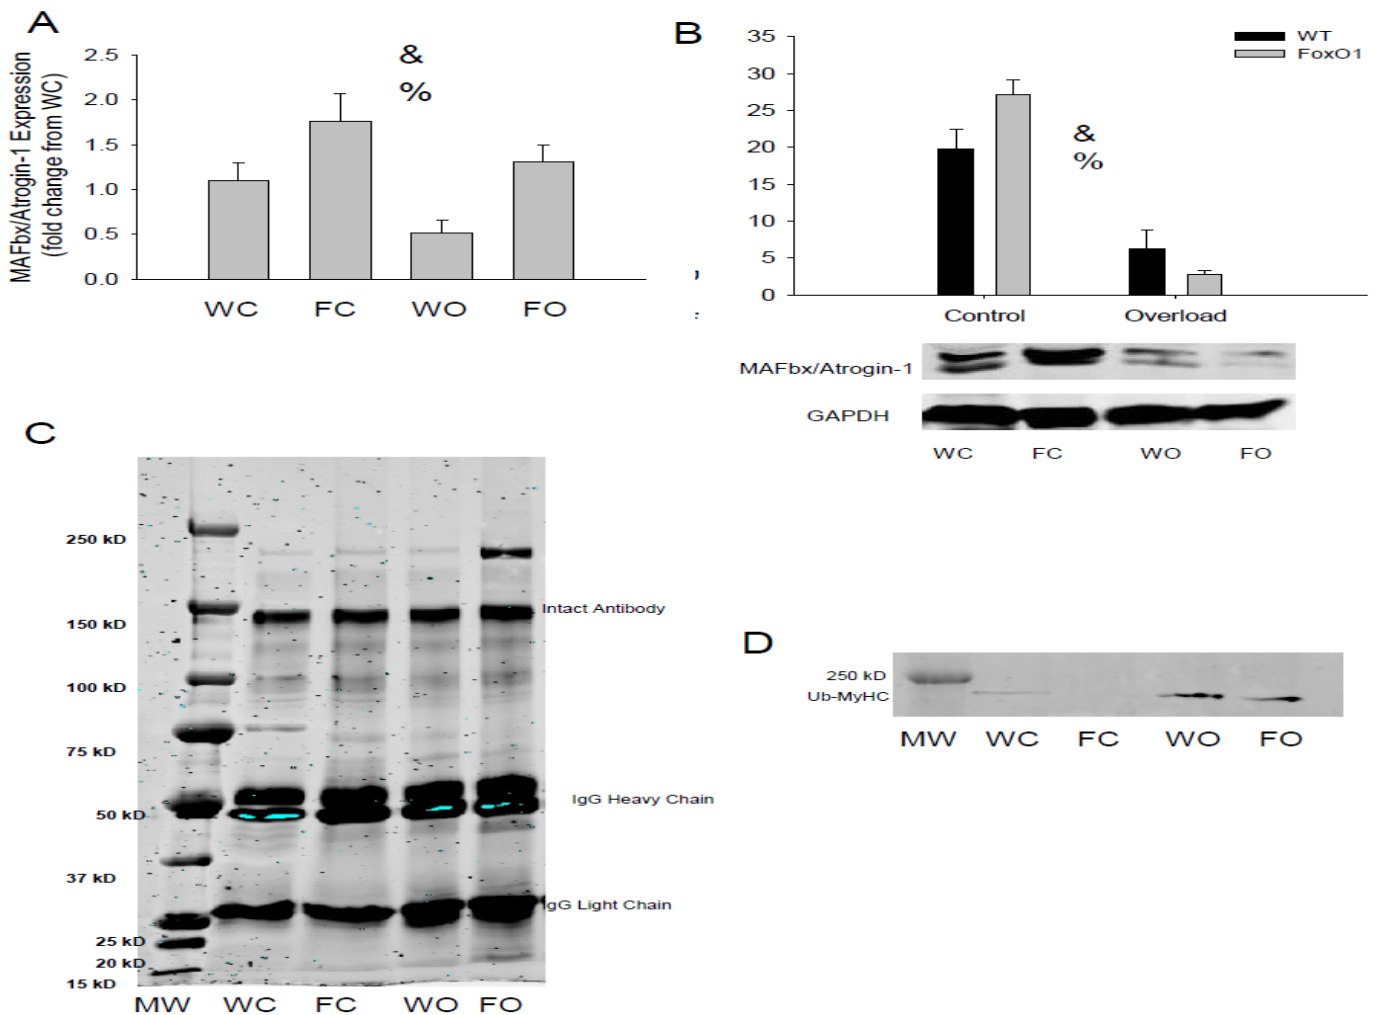 A
MAFbx/Atrogin-1 Expression
(fold change from WC)
2.5
2.0
1.5
1.0
0.5
0.0
&
%
WC FC WO FO
B
35
30
25
20
15
10
5
0
WT
FoxO1
&
%
Control Overload
MAFbx/Atrogin-1
GAPDH
WC FC WO FO
C
250 kD
150 kD
100 kD
75 kD
50 kD
37 kD
25 kD
20 kD
15 kD
Intact Antibody
IgG Heavy Chain
IgG Light Chain
MW WC FC WO FO
D
250 kD
Ub-MyHC
MW WC FC WO FO